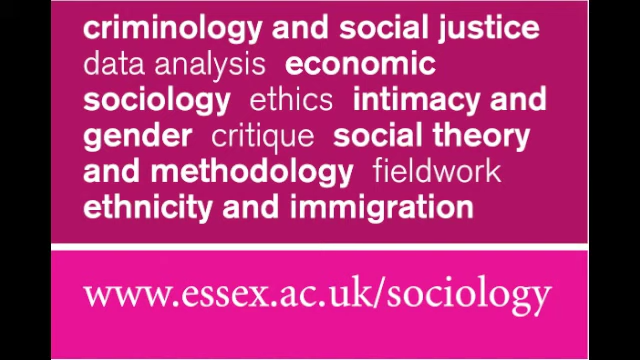 criminology and social justice
data analysis economic
sociology ethics intimacy and
gender critique social theory
and methodology fieldwork
ethnicity and immigration
www.essex.ac.uk/sociology